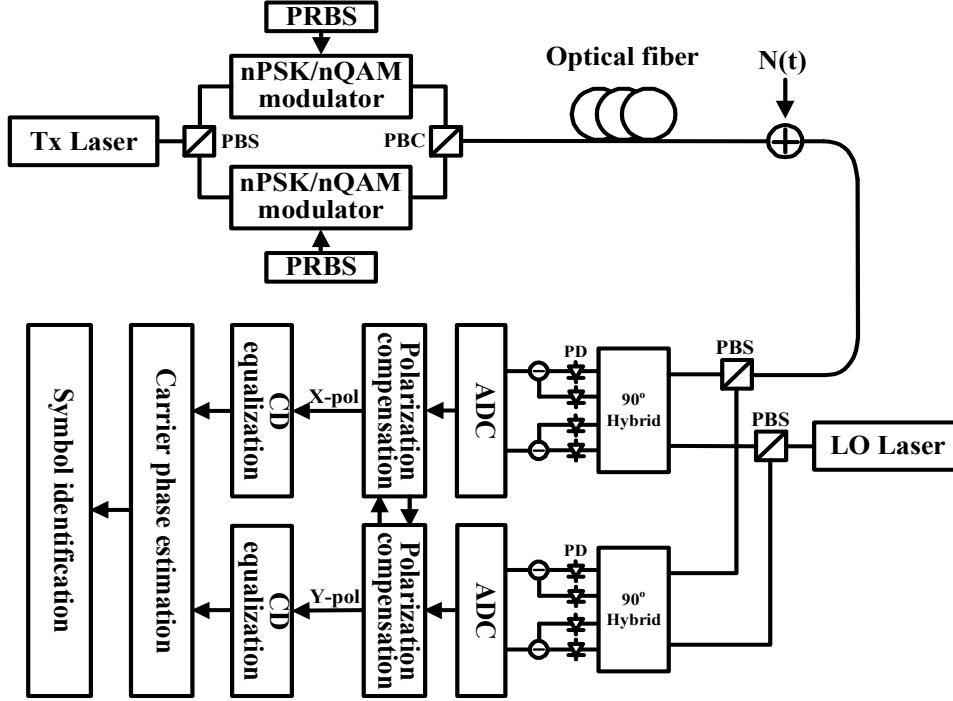 PRBS
nPSK/nQAM
modulator
Optical fiber
N(t)
Tx Laser
PBS
PBC
nPSK/nQAM
modulator
PRBS
Symbol identification
Carrier phase estimation
CD
equalization
X-pol
Polarization
compensation
ADC
PD
90° Hybrid
PBS
PBS
LO Laser
CD
equalization
Y-pol
Polarization
compensation
ADC
PD
90°
Hybrid